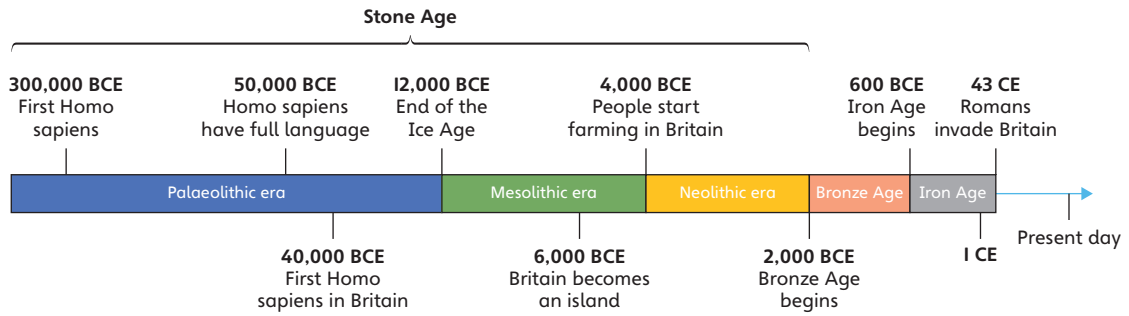 Stone Age
300,000 BCE
First Homo
sapiens
50,000 BCE
Homo sapiens
have full language
12,000 BCE
End of the
Ice Age
4,000 BCE
People start
farming in Britain
600 BCE
Iron Age
begins
43 CE
Romans
invade Britain
Palaeolithic era
Mesolithic era
Neolithic era
Bronze Age
Iron Age
40,000 BCE
First Homo
sapiens in Britain
6,000 BCE
Britain becomes
an island
2,000 BCE
Bronze Age
begins
1 CE
Present day